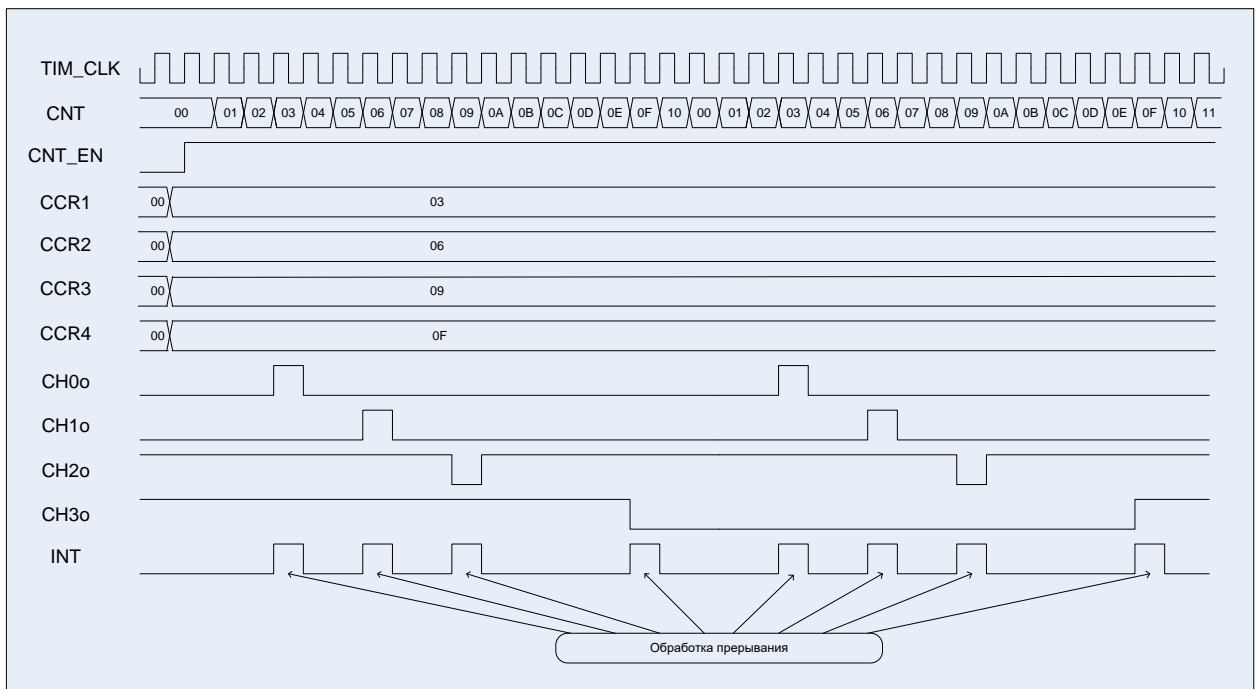 TIM_CLK
CNT 00 01 02 03 04 05 06 07 08 09 0A 0B 0C 0D 0E 0F 10 00 01 02 03 04 05 06 07 08 09 0A 0B 0C 0D 0E 0F 10 11
CNT_EN
CCR1 00 03
CCR2 00 06
CCR3 00 09
CCR4 00 0F
CH0o
CH1o
CH2o
CH3o
INT
Обработка прерывания